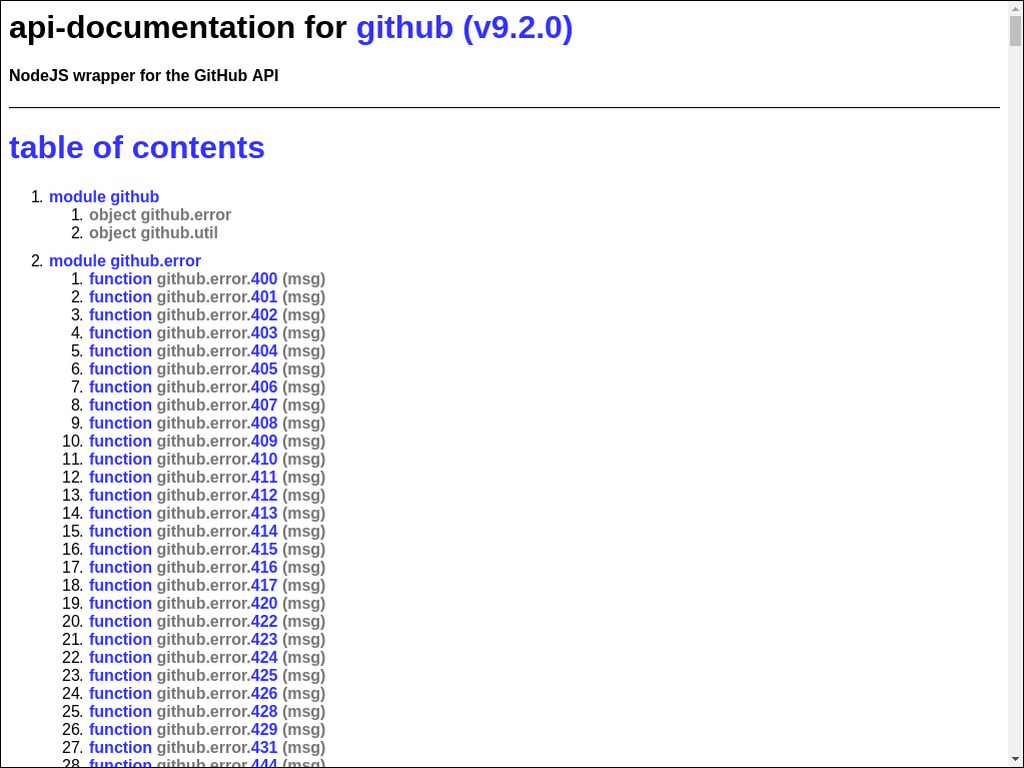 api-documentation for github (v9.2.0)
NodeJS wrapper for the GitHub API
table of contents
1. module github
1. object github.error
2. object github.util
2. module github.error
1. function github.error.400 (msg)
2. function github.error.401 (msg)
3. function github.error.402 (msg)
4. function github.error.403 (msg)
5. function github.error.404 (msg)
6. function github.error.405 (msg)
7. function github.error.406 (msg)
8. function github.error.407 (msg)
9. function github.error.408 (msg)
10. function github.error.409 (msg)
11. function github.error.410 (msg)
12. function github.error.411 (msg)
13. function github.error.412 (msg)
14. function github.error.413 (msg)
15. function github.error.414 (msg)
16. function github.error.415 (msg)
17. function github.error.416 (msg)
18. function github.error.417 (msg)
19. function github.error.420 (msg)
20. function github.error.422 (msg)
21. function github.error.423 (msg)
22. function github.error.424 (msg)
23. function github.error.425 (msg)
24. function github.error.426 (msg)
25. function github.error.428 (msg)
26. function github.error.429 (msg)
27. function github.error.431 (msg)
28. function github.error.444 (msg)